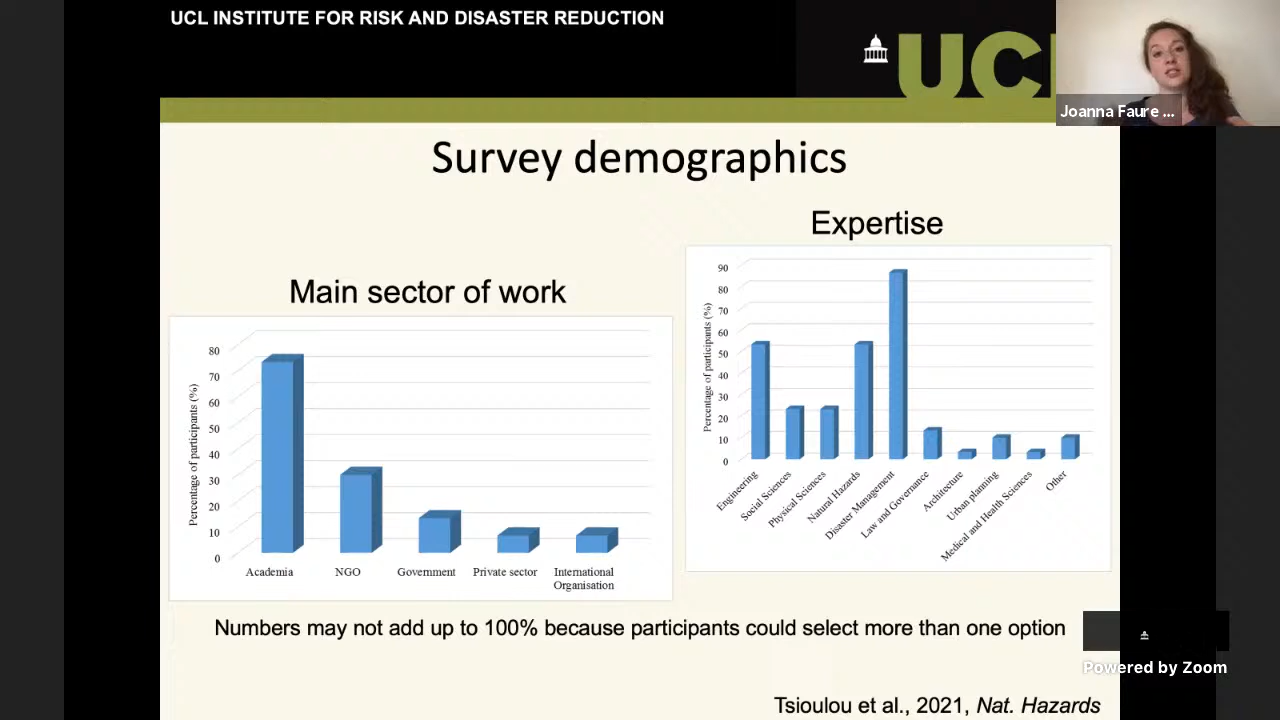 UCL INSTITUTE FOR RISK AND DISASTER REDUCTION
UCL
Joanna Faure ...
Survey demographics
Main sector of work
Percentage of participants (%)
80
70
60
50
40
30
20
10
0
Academia
NGO
Government
Private sector
International
Organisation
Expertise
Percentage of participants (%)
90
80
70
60
50
40
30
20
10
0
Engineering
Social Sciences
Physical Sciences
Natural Hazards
Disaster Management
Law and Governance
Architecture
Urban planning
Medical and Health Sciences
Other
Numbers may not add up to 100% because participants could select more than one option
Powered by Zoom
Tsioulou et al., 2021, Nat. Hazards